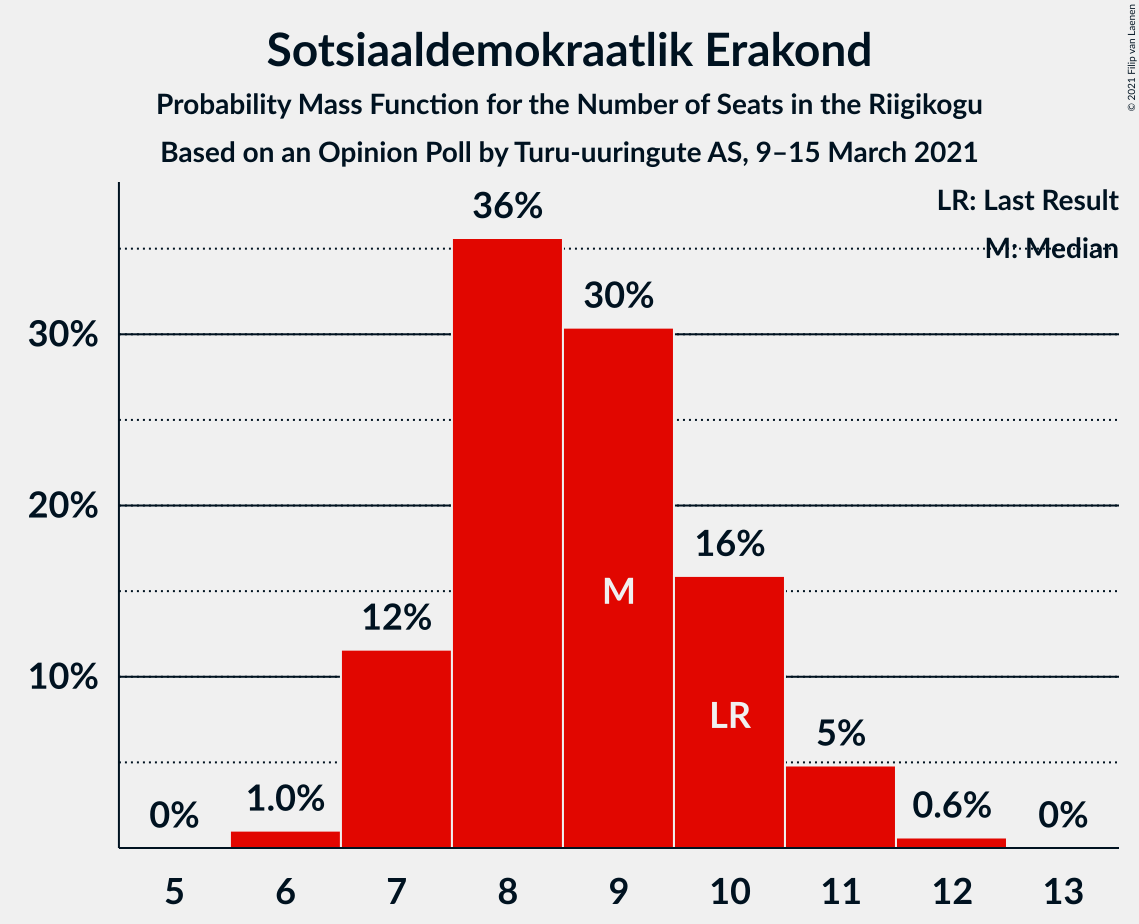 Sotsiaaldemokraatlik Erakond
Probability Mass Function for the Number of Seats in the Riigikogu
Based on an Opinion Poll by Turu-uuringute AS, 9–15 March 2021
© 2021 Filip van Laenen
LR: Last Result
M: Median
36%
30%
30%
20%
16%
M
12%
10%
LR
5%
1.0%
0.6%
0%
0%
5 6 7 8 9 10 11 12 13